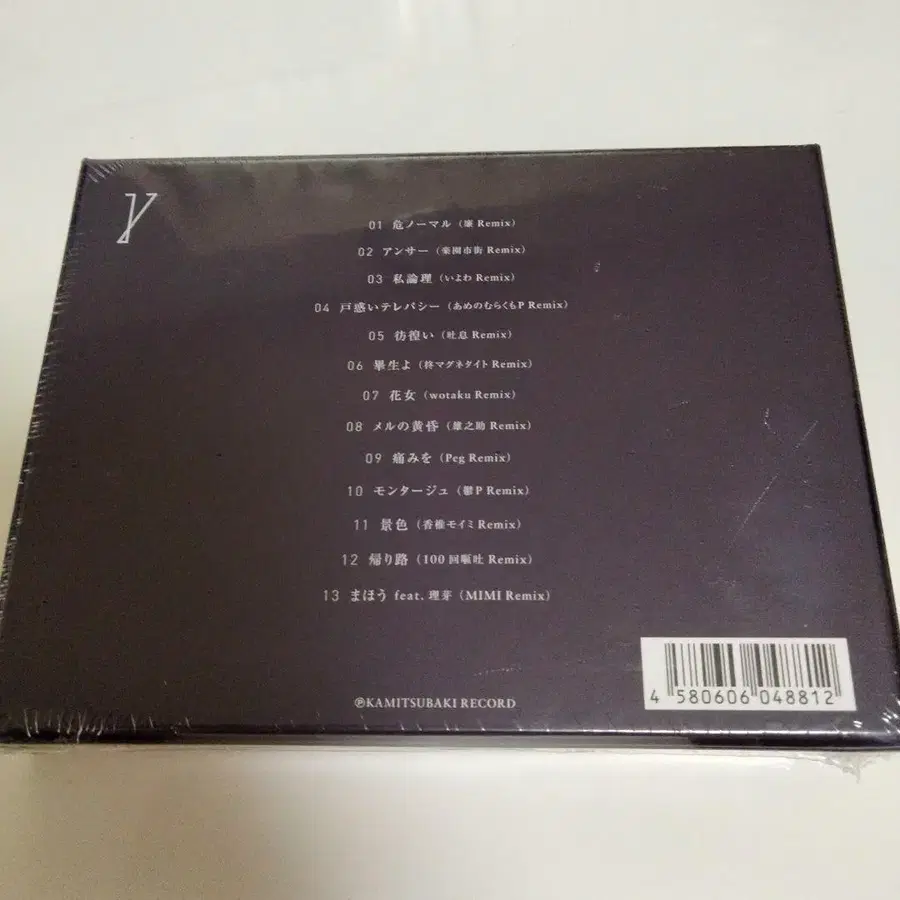 γ
01 危ノーマル（廉 Remix）
02 アンサー（楽園市街 Remix）
03 私論理（いよわ Remix）
04 戸惑いテレパシー（あめのむらくもP Remix）
05 彷徨い（吐息 Remix）
06 畢生よ（柊マグネタイト Remix）
07 花女（wotaku Remix）
08 メルの黄昏（雄之助 Remix）
09 痛みを（Peg Remix）
10 モンタージュ（鬱P Remix）
11 景色（香椎モイミ Remix）
12 帰り路（100回嘔吐 Remix）
13 まほう feat. 理芽（MIMI Remix）
℗KAMITSUBAKI RECORD
4 580606 048812